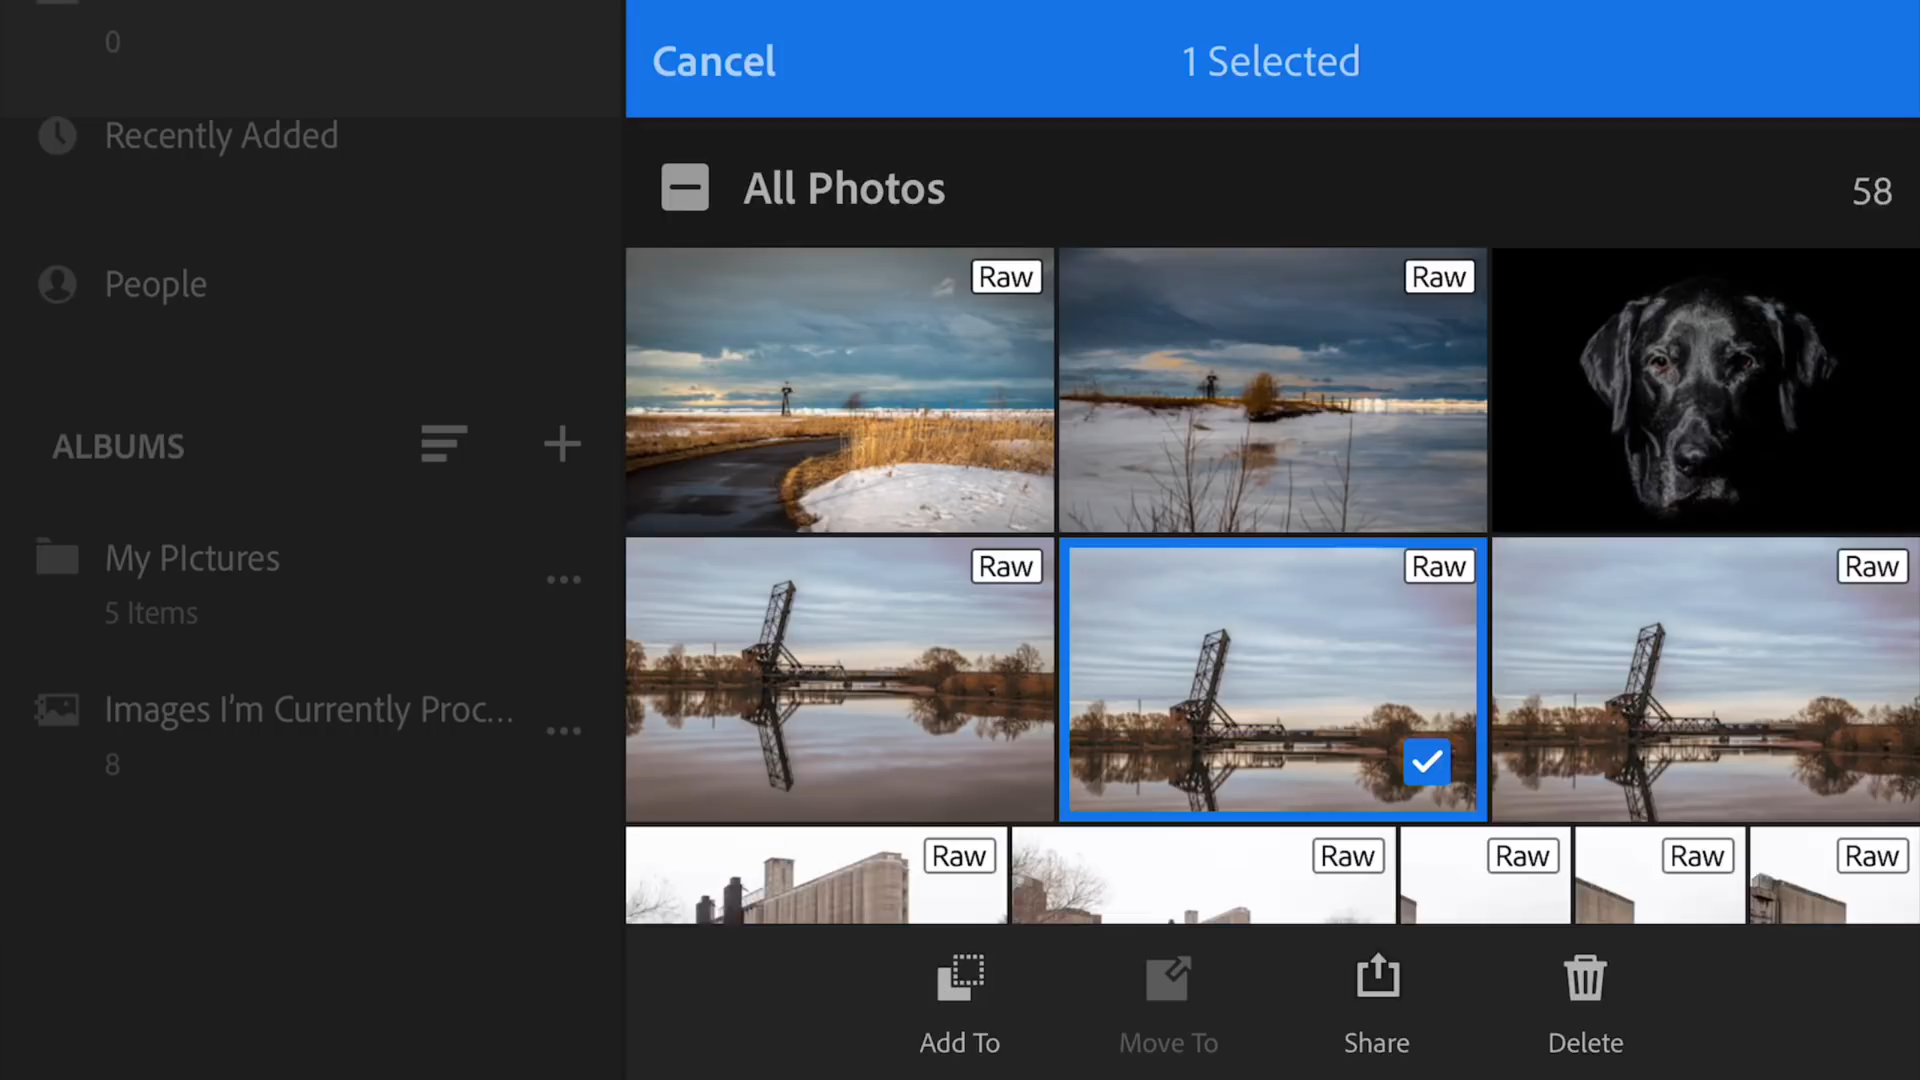 0
Recently Added
People
ALBUMS
My PIctures
5 Items
Images I'm Currently Proc...
8
Cancel
1 Selected
All Photos
58
Raw
Raw
Raw
Raw
Raw
Raw
Raw
Raw
Raw
Raw
Add To
Move To
Share
Delete